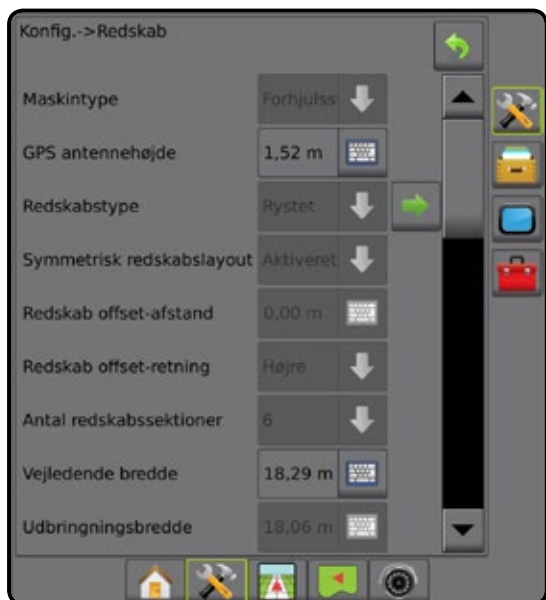 Konfig.->Redskab
Maskintype Forhjulss
GPS antennehøjde 1,52 m
Redskabstype Rystet
Symmetrisk redskabslayout Aktiveret
Redskab offset-afstand 0,00 m
Redskab offset-retning Højre
Antal redskabssektioner 6
Vejledende bredde 18,29 m
Udbringningsbredde 18,06 m